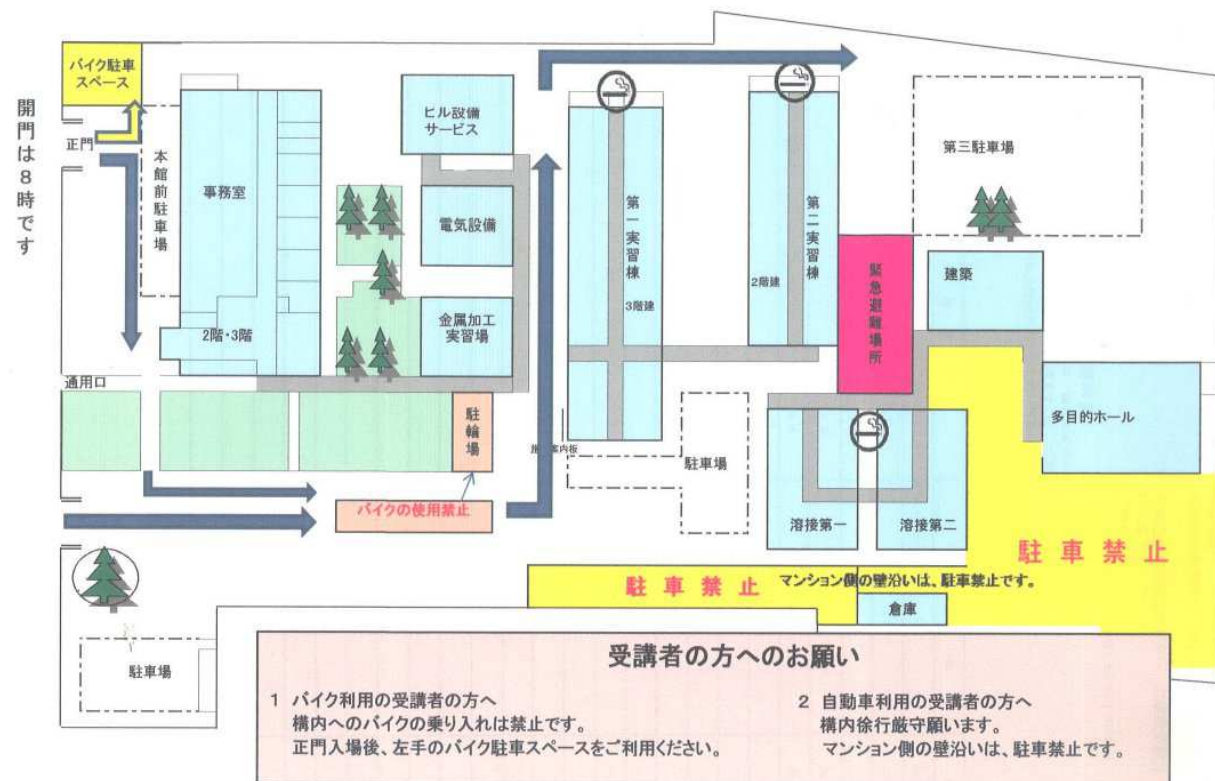 バイク駐車
スペース
開門は8時です
正門
本館前駐車場
事務室
2階・3階
通用口
ヒル設備
サービス
電気設備
金属加工
実習場
駐輪場
バイクの使用禁止
第一実習棟
3階建
案内板
第二実習棟
2階建
緊急避難場所
第三駐車場
建築
多目的ホール
駐車場
溶接第一
溶接第二
駐車禁止
駐車禁止
マンション側の壁沿いは、駐車禁止です。
倉庫
駐車場
受講者の方へのお願い
1 バイク利用の受講者の方へ
構内へのバイクの乗り入れは禁止です。
正門入場後、左手のバイク駐車スペースをご利用ください。
2 自動車利用の受講者の方へ
構内徐行厳守願います。
マンション側の壁沿いは、駐車禁止です。